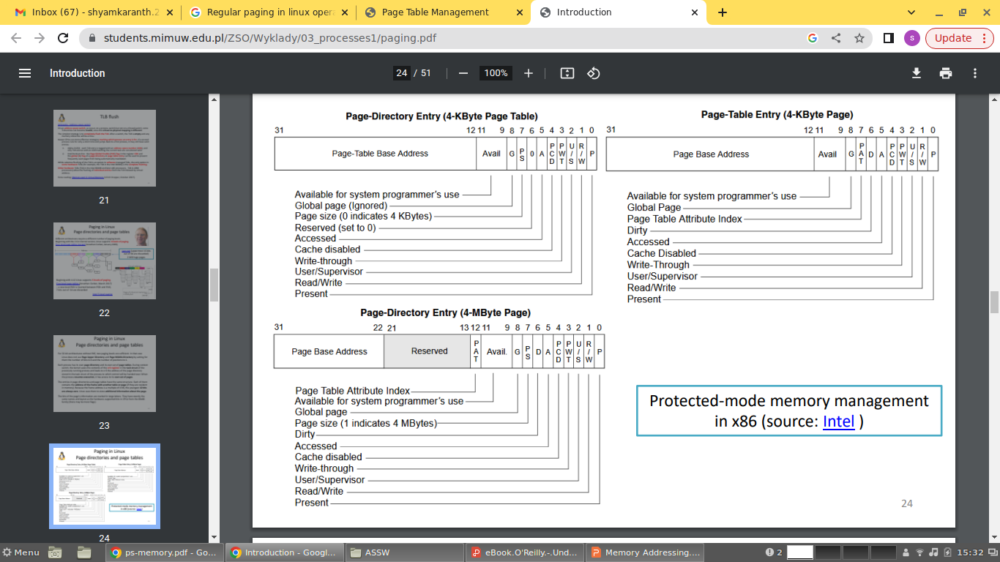 Inbox (67) - shyamkaranth.2
Regular paging in linux oper
Page Table Management
Introduction
students.mimuw.edu.pl/ZSO/Wyklady/03_processes1/paging.pdf
s
Update
Introduction
24 / 51
100%
TLB flush
21
Paging in Linux
Page directories and page tables
22
Paging in Linux
Page directories and page tables
23
Paging in Linux
Page directories and page tables
24
Page-Directory Entry (4-KByte Page Table)
31 12 11 9 8 7 6 5 4 3 2 1 0
Page-Table Base Address Avail G PS 0 A PCD PWT U/S R/W P
Available for system programmer's use
Global page (Ignored)
Page size (0 indicates 4 KBytes)
Reserved (set to 0)
Accessed
Cache disabled
Write-through
User/Supervisor
Read/Write
Present
Page-Table Entry (4-KByte Page)
31 12 11 9 8 7 6 5 4 3 2 1 0
Page Base Address Avail G PAT D A PCD PWT U/S R/W P
Available for system programmer's use
Global Page
Page Table Attribute Index
Dirty
Accessed
Cache Disabled
Write-Through
User/Supervisor
Read/Write
Present
Page-Directory Entry (4-MByte Page)
31 22 21 13 12 11 9 8 7 6 5 4 3 2 1 0
Page Base Address Reserved PAT Avail. G PS D A PCD PWT U/S R/W P
Page Table Attribute Index
Available for system programmer's use
Global page
Page size (1 indicates 4 MBytes)
Dirty
Accessed
Cache disabled
Write-through
User/Supervisor
Read/Write
Present
Protected-mode memory management
in x86 (source: Intel )
24
Menu
ps-memory.pdf - Go...
Introduction - Googl...
ASSW
eBook.O'Reilly.-.Und...
Memory Addressing....
2
15:32